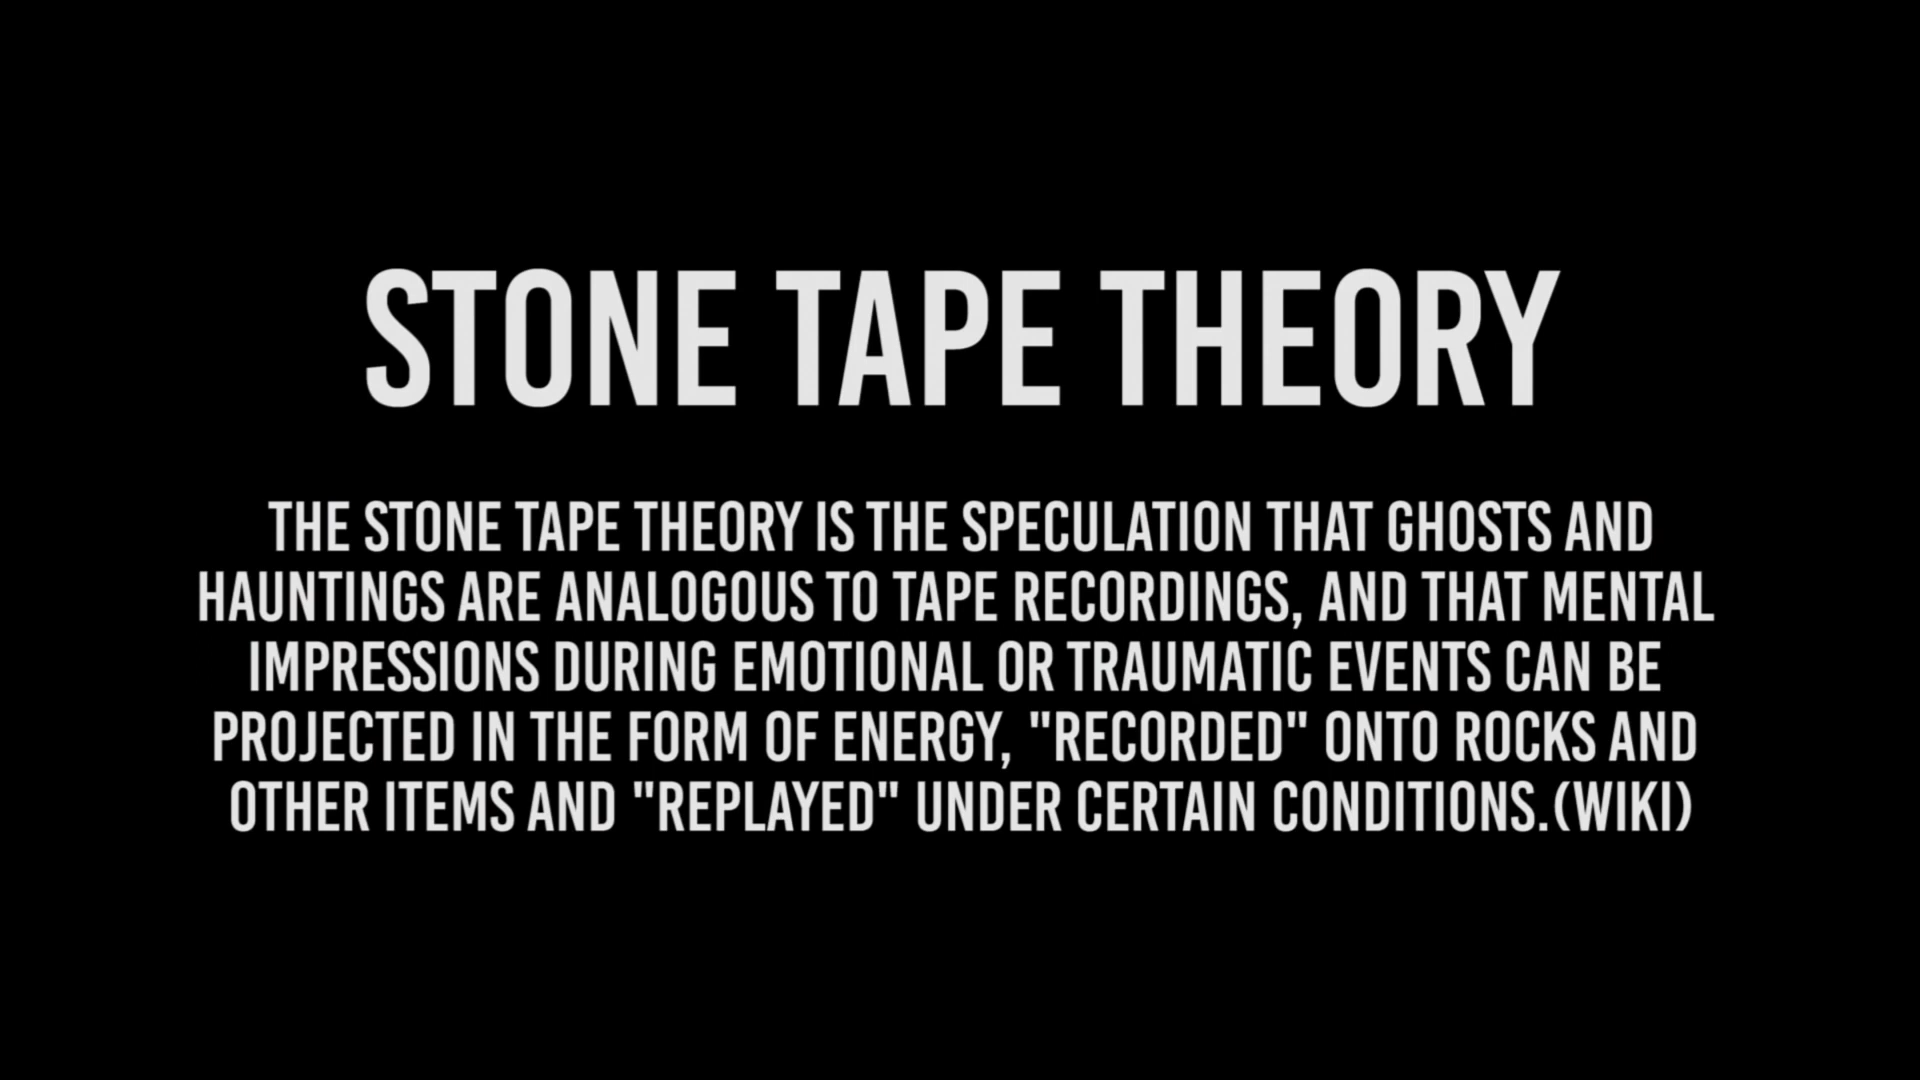 STONE TAPE THEORY
THE STONE TAPE THEORY IS THE SPECULATION THAT GHOSTS AND
HAUNTINGS ARE ANALOGOUS TO TAPE RECORDINGS, AND THAT MENTAL
IMPRESSIONS DURING EMOTIONAL OR TRAUMATIC EVENTS CAN BE
PROJECTED IN THE FORM OF ENERGY, "RECORDED" ONTO ROCKS AND
OTHER ITEMS AND "REPLAYED" UNDER CERTAIN CONDITIONS.(WIKI)